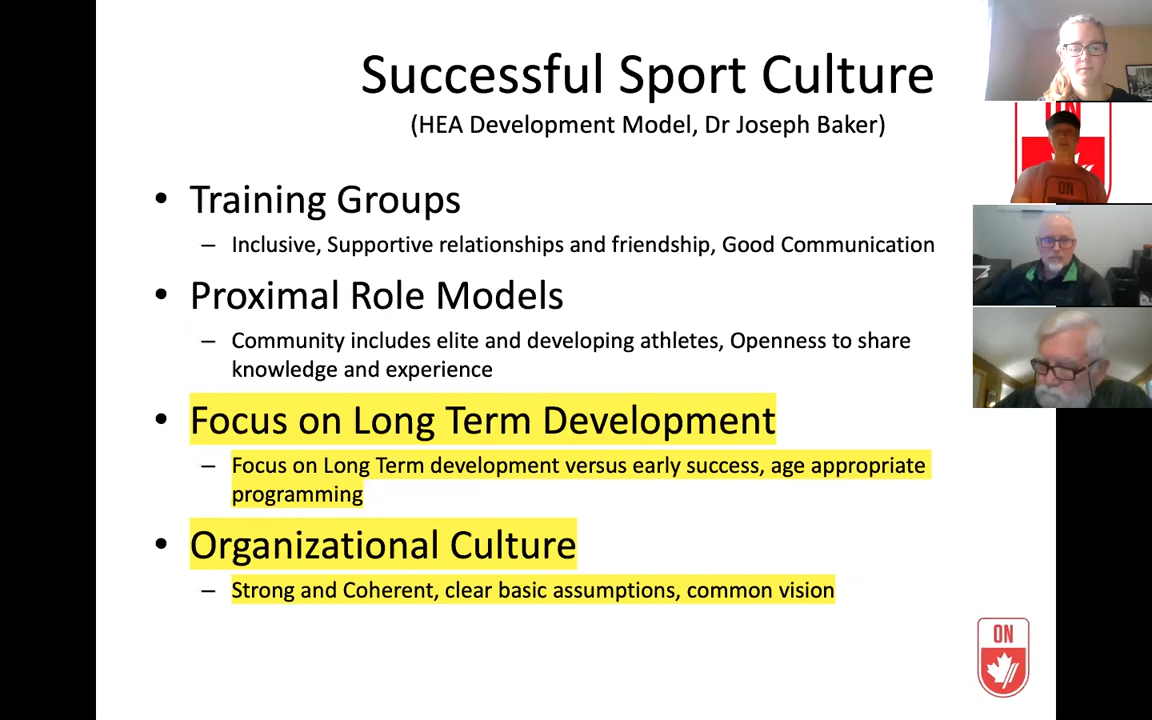 Successful Sport Culture
(HEA Development Model, Dr Joseph Baker)
• Training Groups
– Inclusive, Supportive relationships and friendship, Good Communication
• Proximal Role Models
– Community includes elite and developing athletes, Openness to share
knowledge and experience
• Focus on Long Term Development
– Focus on Long Term development versus early success, age appropriate
programming
• Organizational Culture
– Strong and Coherent, clear basic assumptions, common vision
ON
ON
ON